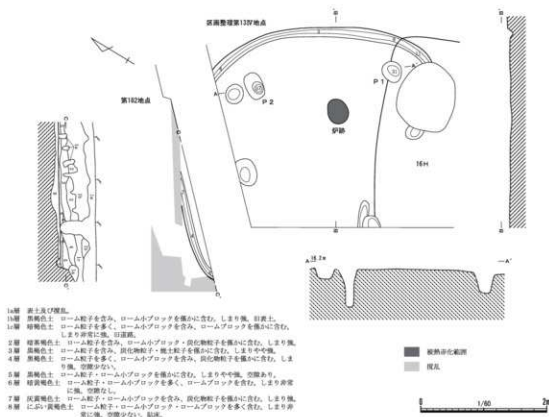 区画整理第13Ⅳ地点
B'
A
P 2
A'
P 1
炉跡
16H
B
第182地点
C
C'
A 16.2m
A'
1a層 表土及び攪乱。
1b層 黒褐色土 ローム粒子を含み、ローム小ブロックを僅かに含む。しまり強。旧表土。
1c層 暗褐色土 ローム粒子を多く、ローム小ブロックを含み、ロームブロックを僅かに含む。
しまり非常に強。旧道路。
2層 暗黒褐色土 ローム粒子を含み、ローム小ブロック・炭化物粒子を僅かに含む。しまり強。
3層 黒褐色土 ローム粒子を含み、炭化物粒子・焼土粒子を僅かに含む。しまりやや強。
4層 黒褐色土 ローム粒子を多く、ローム小ブロックを含み、炭化物粒子を僅かに含む。しま
り強。空隙少ない。
5層 黒褐色土 ローム粒子・ローム小ブロックを僅かに含む。しまりやや強。空隙あり。
6層 暗黄褐色土 ローム粒子・ローム小ブロックを多く、ロームブロックを含む。しまり非常
に強。空隙なし。
7層 灰黄褐色土 ローム粒子・ローム小ブロックを含み、炭化物粒子を僅かに含む。しまり強。
8層 にぶい黄褐色土 ローム粒子・ローム小ブロック・ロームブロックを多く含む。しまり非
常に強。空隙少ない。貼床。
被熱赤化範囲
攪乱
0 1/60 2m